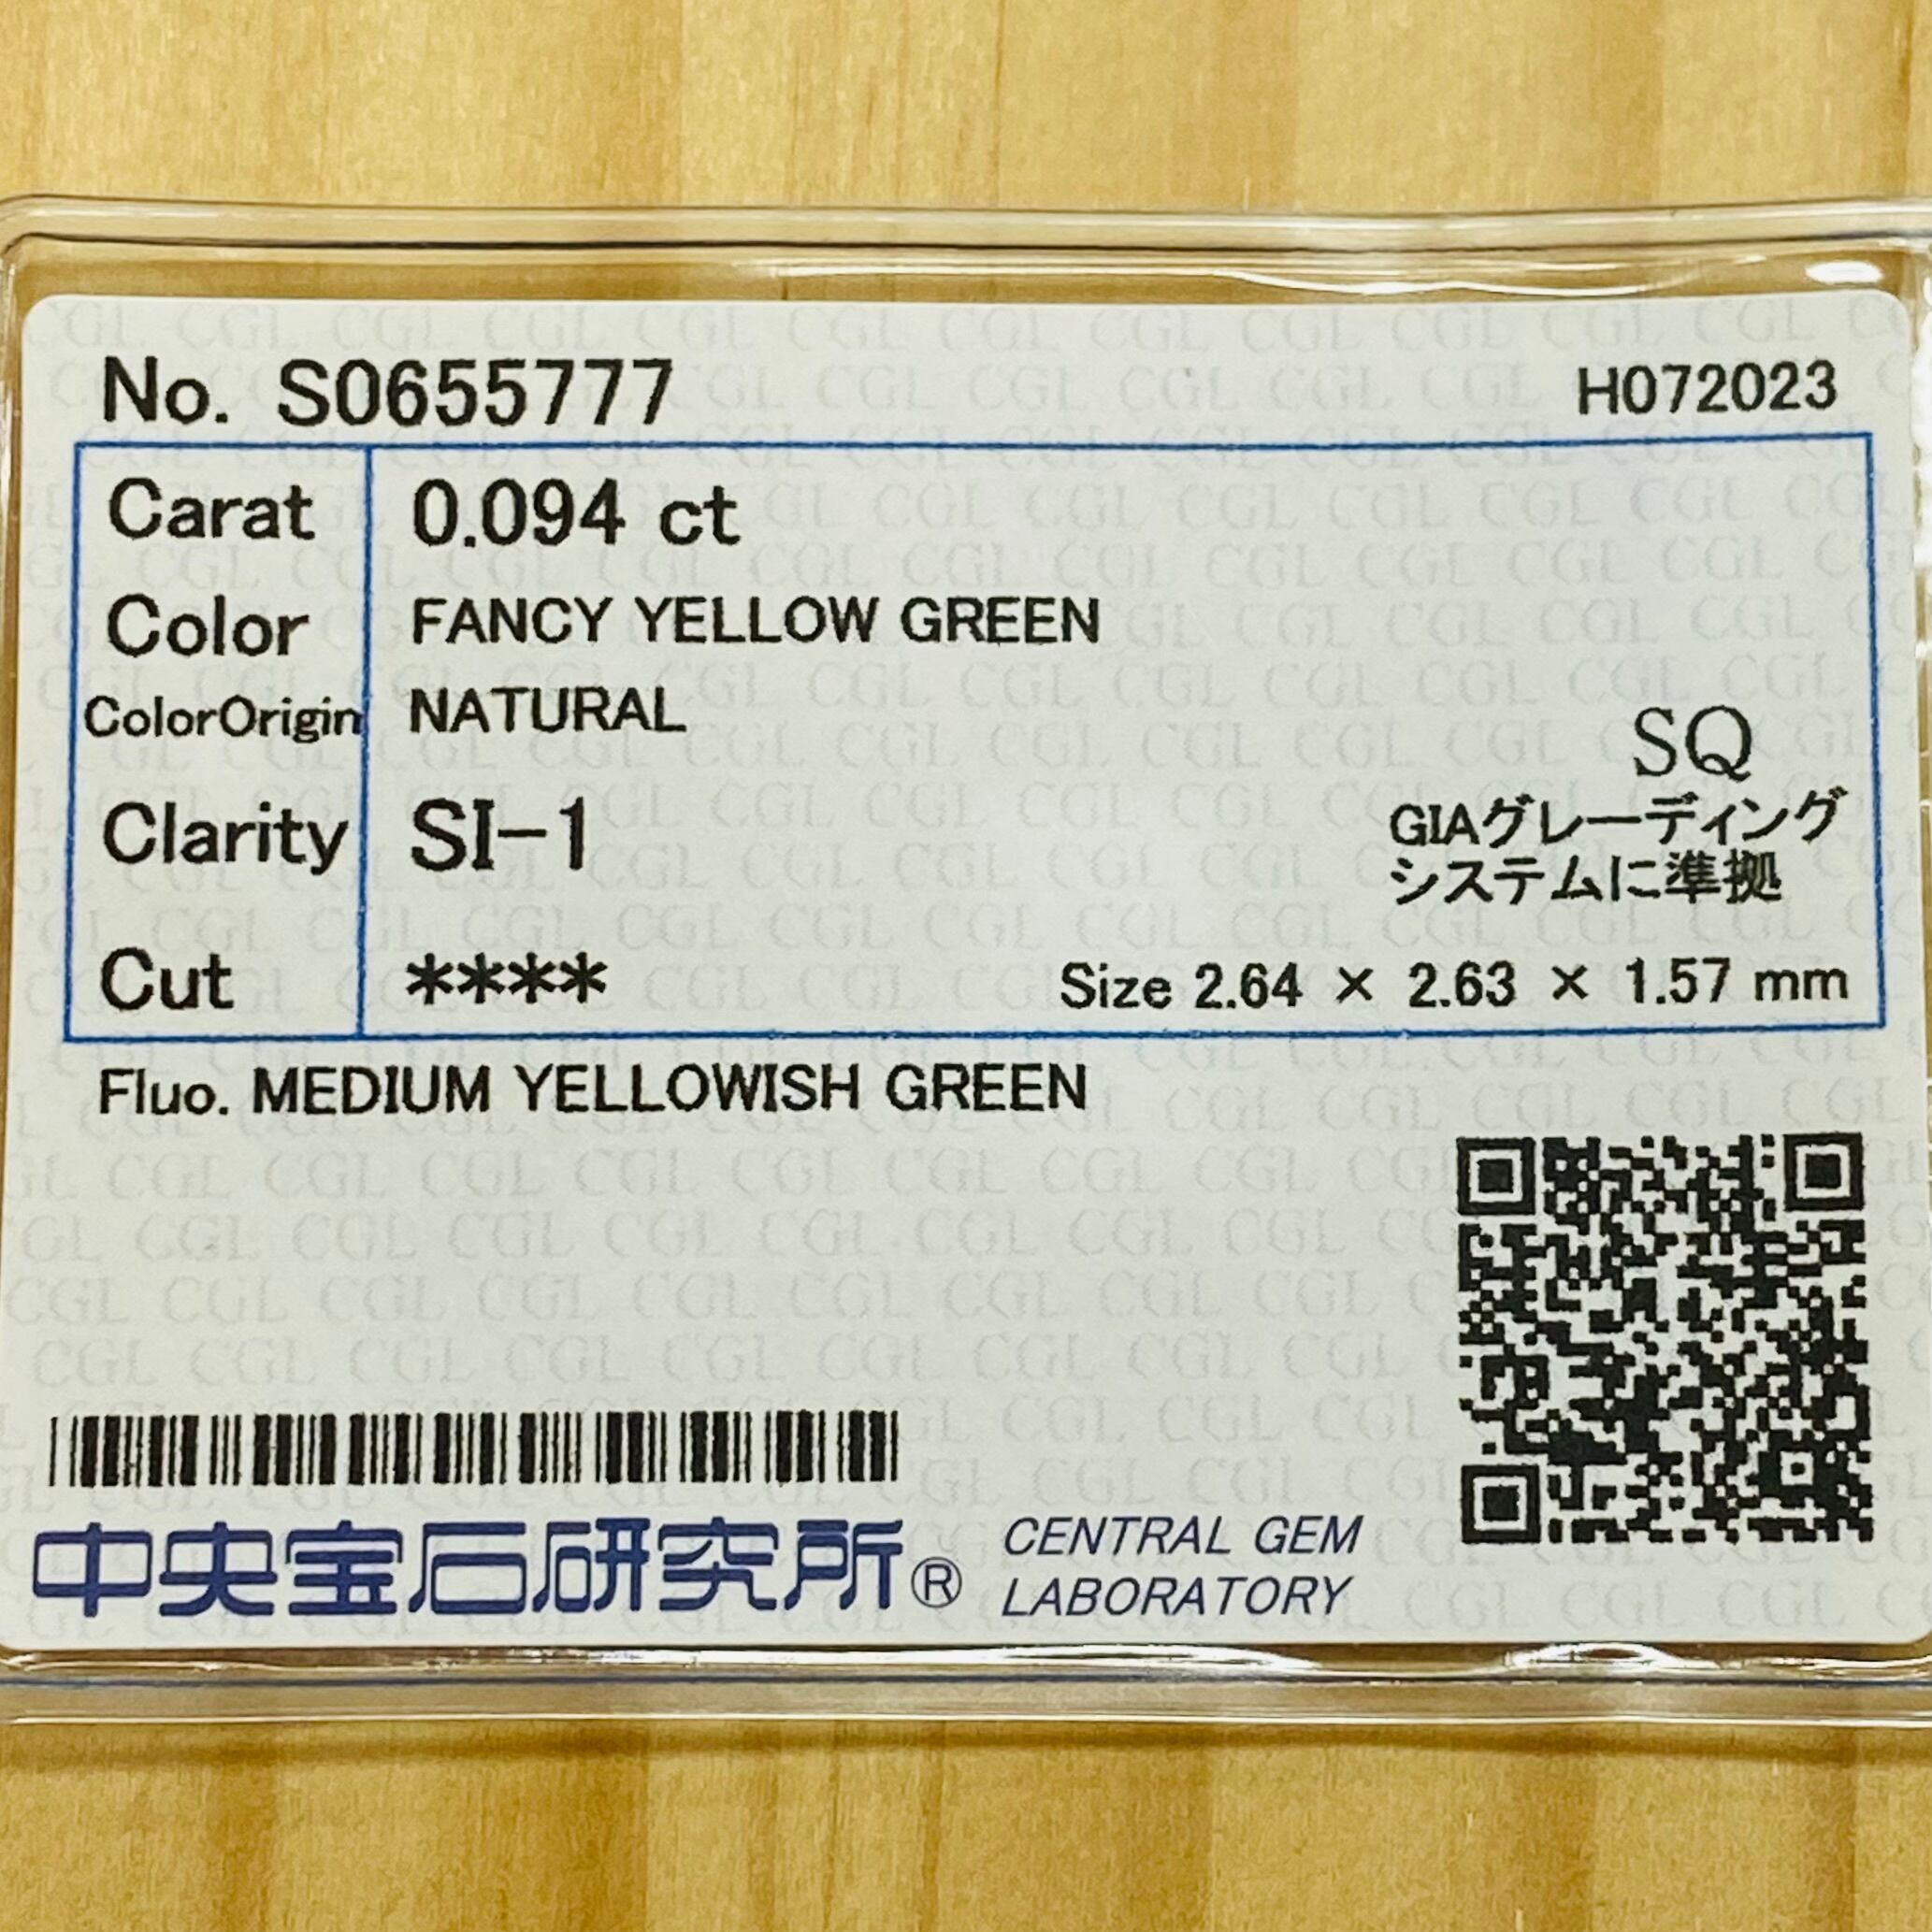 No. S0655777 H072023
Carat 0.094 ct
Color FANCY YELLOW GREEN
ColorOrigin NATURAL
SQ
Clarity SI-1 GIAグレーディング
システムに準拠
Cut **** Size 2.64 × 2.63 × 1.57 mm
Fluo. MEDIUM YELLOWISH GREEN
中央宝石研究所® CENTRAL GEM
LABORATORY